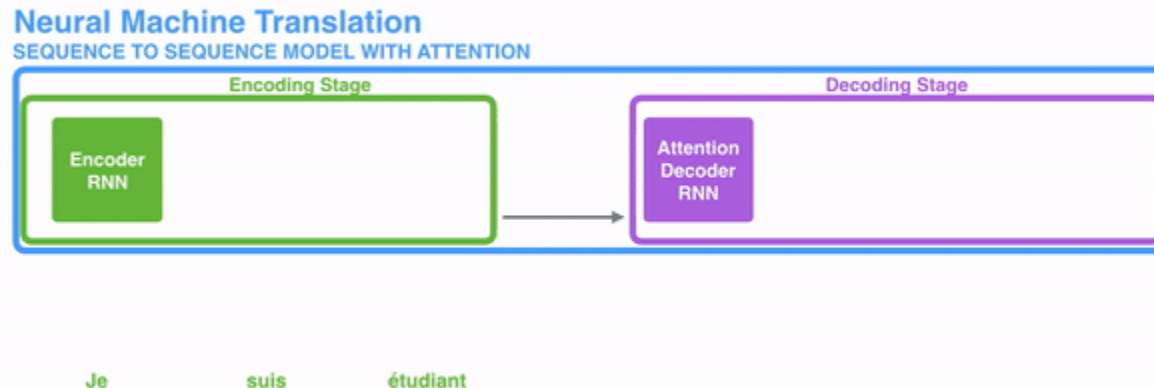 Neural Machine Translation
SEQUENCE TO SEQUENCE MODEL WITH ATTENTION
Encoding Stage
Decoding Stage
Encoder
RNN
Attention
Decoder
RNN
Je suis étudiant